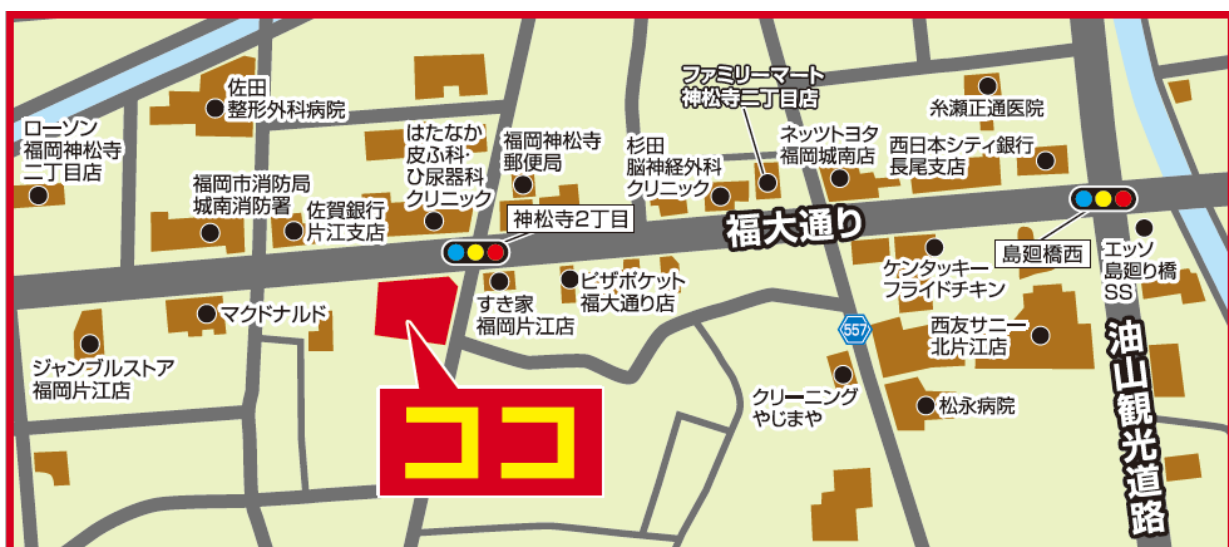 佐田
整形外科病院
ローソン
福岡神松寺
二丁目店
福岡市消防局
城南消防署
佐賀銀行
片江支店
はたなか
皮ふ科・
ひ尿器科
クリニック
福岡神松寺
郵便局
神松寺2丁目
杉田
脳神経外科
クリニック
ファミリーマート
神松寺二丁目店
ネッツトヨタ
福岡城南店
糸瀬正通医院
西日本シティ銀行
長尾支店
福大通り
島廻橋西
エッソ
島廻り橋
SS
ケンタッキー
フライドチキン
ピザポケット
福大通り店
すき家
福岡片江店
マクドナルド
ジャンブルストア
福岡片江店
ココ
557
西友サニー
北片江店
クリーニング
やじまや
松永病院
油山観光道路